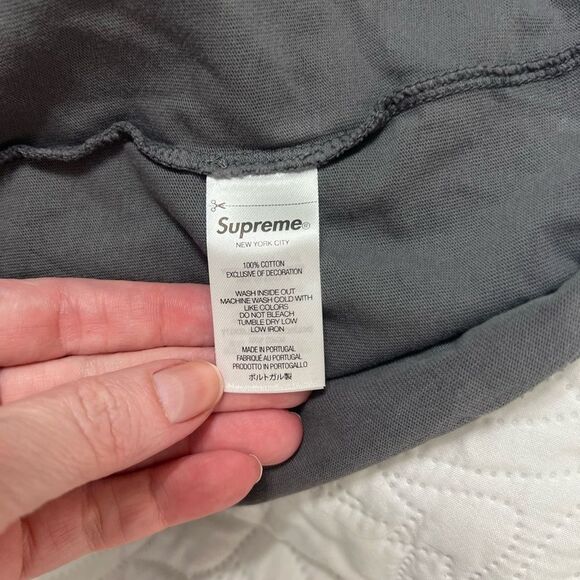 Supreme®
NEW YORK CITY
100% COTTON
EXCLUSIVE OF DECORATION
WASH INSIDE OUT
MACHINE WASH COLD WITH
LIKE COLORS
DO NOT BLEACH
TUMBLE DRY LOW
LOW IRON
MADE IN PORTUGAL
FABRIQUÉ AU PORTUGAL
PRODOTTO IN PORTOGALLO
ポルトガル製